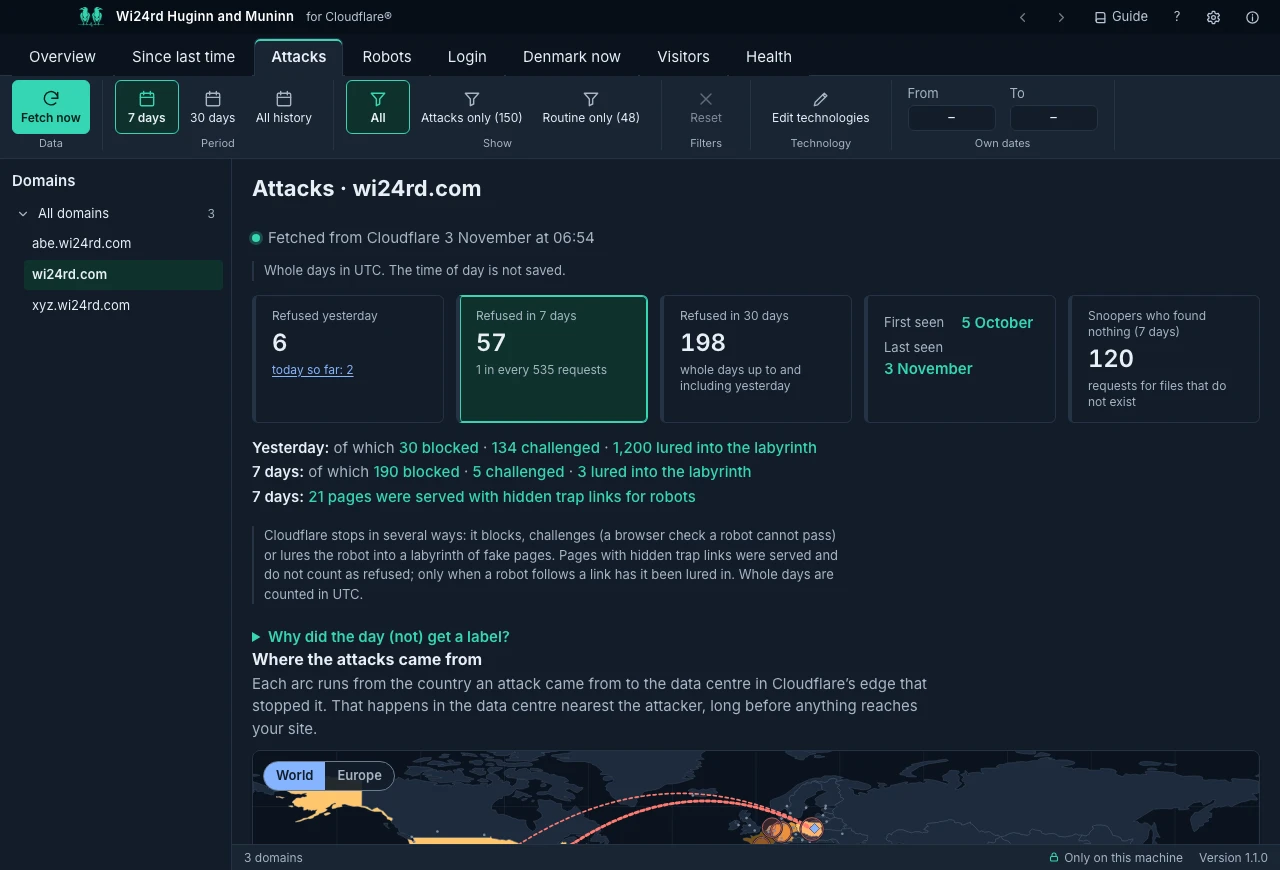 Wi24rd Huginn and Muninn for Cloudflare®
Guide ?
Overview Since last time Attacks Robots Login Denmark now Visitors Health
Fetch now 7 days 30 days All history All Attacks only (150) Routine only (48) Reset Edit technologies From To
– –
Data Period Show Filters Technology Own dates
Domains
All domains 3
abe.wi24rd.com
wi24rd.com
xyz.wi24rd.com
Attacks · wi24rd.com
Fetched from Cloudflare 3 November at 06:54
Whole days in UTC. The time of day is not saved.
Refused yesterday
6
today so far: 2
Refused in 7 days
57
1 in every 535 requests
Refused in 30 days
198
whole days up to and
including yesterday
First seen 5 October
Last seen
3 November
Snoopers who found
nothing (7 days)
120
requests for files that do
not exist
Yesterday: of which 30 blocked · 134 challenged · 1,200 lured into the labyrinth
7 days: of which 190 blocked · 5 challenged · 3 lured into the labyrinth
7 days: 21 pages were served with hidden trap links for robots
Cloudflare stops in several ways: it blocks, challenges (a browser check a robot cannot pass)
or lures the robot into a labyrinth of fake pages. Pages with hidden trap links were served and
do not count as refused; only when a robot follows a link has it been lured in. Whole days are
counted in UTC.
Why did the day (not) get a label?
Where the attacks came from
Each arc runs from the country an attack came from to the data centre in Cloudflare’s edge that
stopped it. That happens in the data centre nearest the attacker, long before anything reaches
your site.
World Europe
3 domains Only on this machine Version 1.1.0